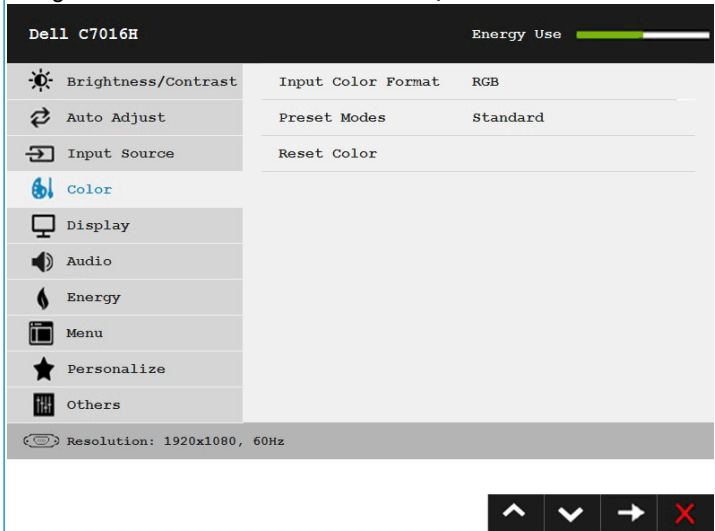 Dell C7016H
Energy Use
Brightness/Contrast
Input Color Format
RGB
Auto Adjust
Preset Modes
Standard
Input Source
Reset Color
Color
Display
Audio
Energy
Menu
Personalize
Others
Resolution: 1920x1080, 60Hz